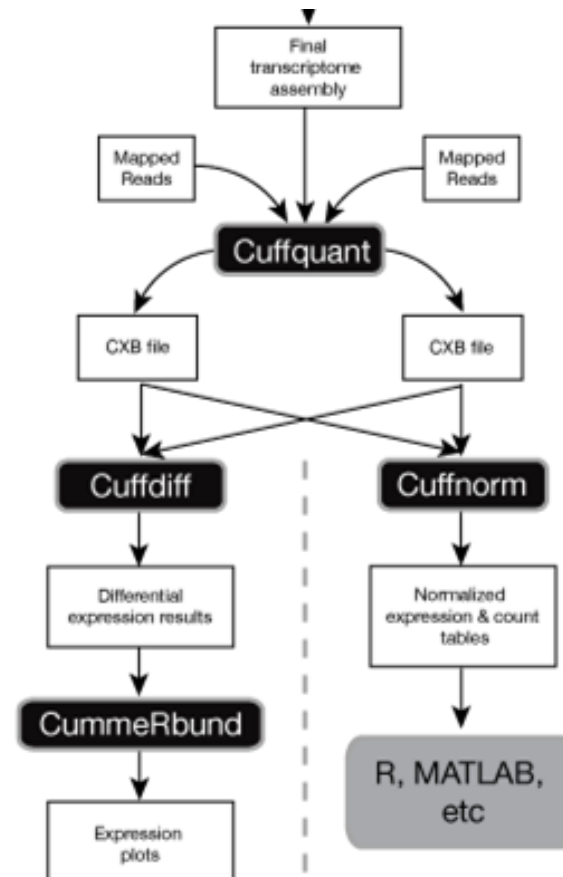 Final
transcriptome
assembly
Mapped
Reads
Mapped
Reads
Cuffquant
CXB file
CXB file
Cuffdiff
Cuffnorm
Differential
expression results
Normalized
expression & count
tables
CummeRbund
R, MATLAB,
etc
Expression
plots